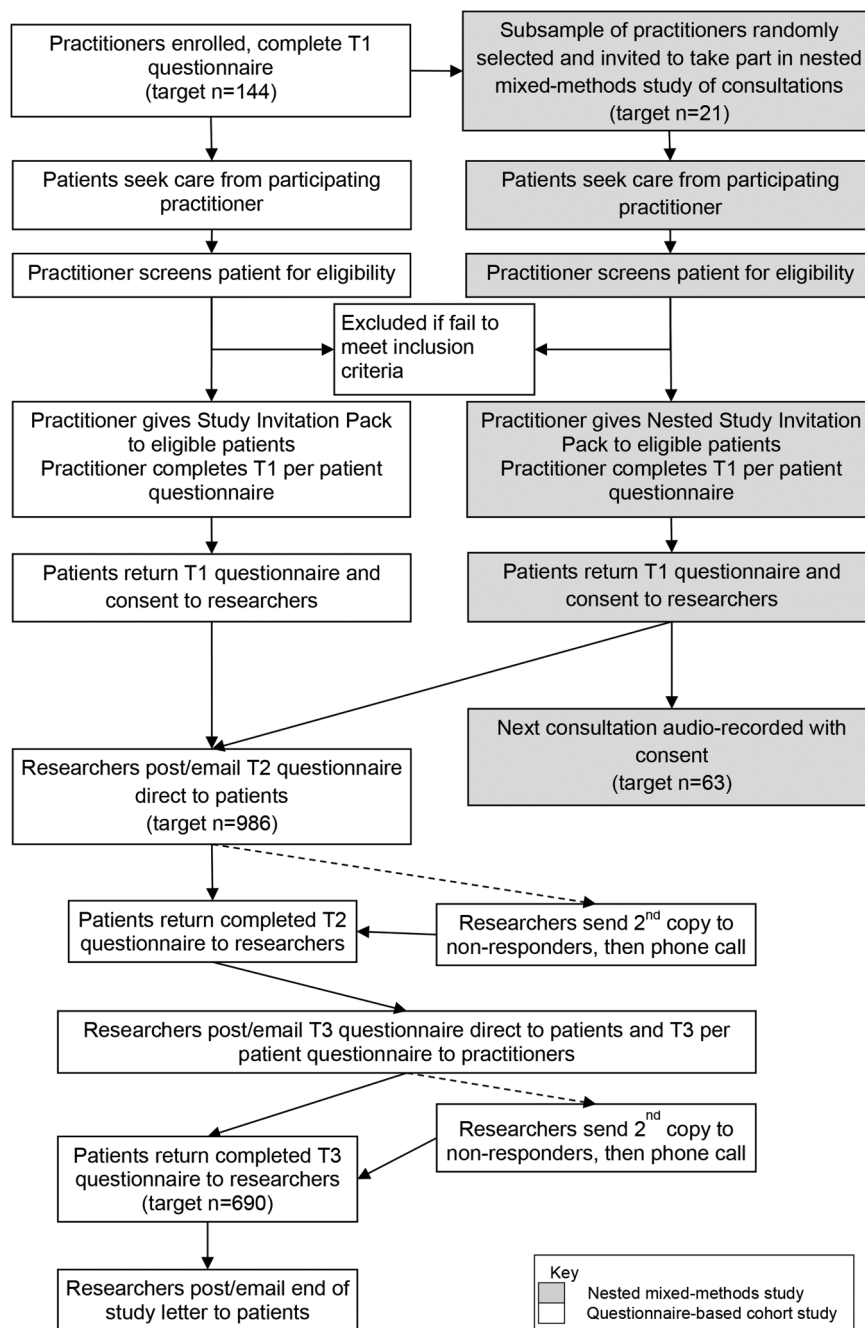 Practitioners enrolled, complete T1
questionnaire
(target n=144)
Subsample of practitioners randomly
selected and invited to take part in nested
mixed-methods study of consultations
(target n=21)
Patients seek care from participating
practitioner
Patients seek care from participating
practitioner
Practitioner screens patient for eligibility
Practitioner screens patient for eligibility
Excluded if fail to
meet inclusion
criteria
Practitioner gives Study Invitation Pack
to eligible patients
Practitioner completes T1 per patient
questionnaire
Practitioner gives Nested Study Invitation
Pack to eligible patients
Practitioner completes T1 per patient
questionnaire
Patients return T1 questionnaire and
consent to researchers
Patients return T1 questionnaire and
consent to researchers
Next consultation audio-recorded with
consent
(target n=63)
Researchers post/email T2 questionnaire
direct to patients
(target n=986)
Patients return completed T2
questionnaire to researchers
Researchers send 2nd copy to
non-responders, then phone call
Researchers post/email T3 questionnaire direct to patients and T3 per
patient questionnaire to practitioners
Patients return completed T3
questionnaire to researchers
(target n=690)
Researchers send 2nd copy to
non-responders, then phone call
Researchers post/email end of
study letter to patients
Key
Nested mixed-methods study
Questionnaire-based cohort study